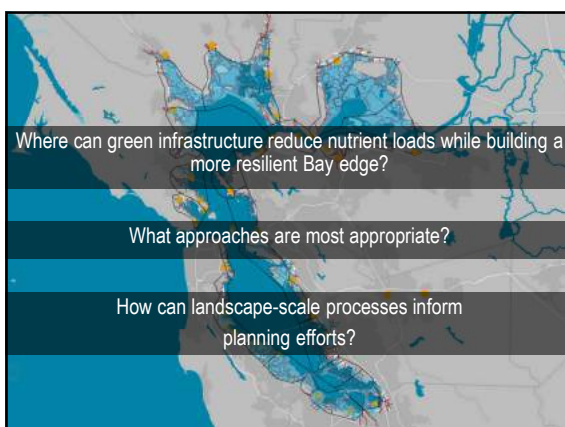 Where can green infrastructure reduce nutrient loads while building a
more resilient Bay edge?
What approaches are most appropriate?
How can landscape-scale processes inform
planning efforts?